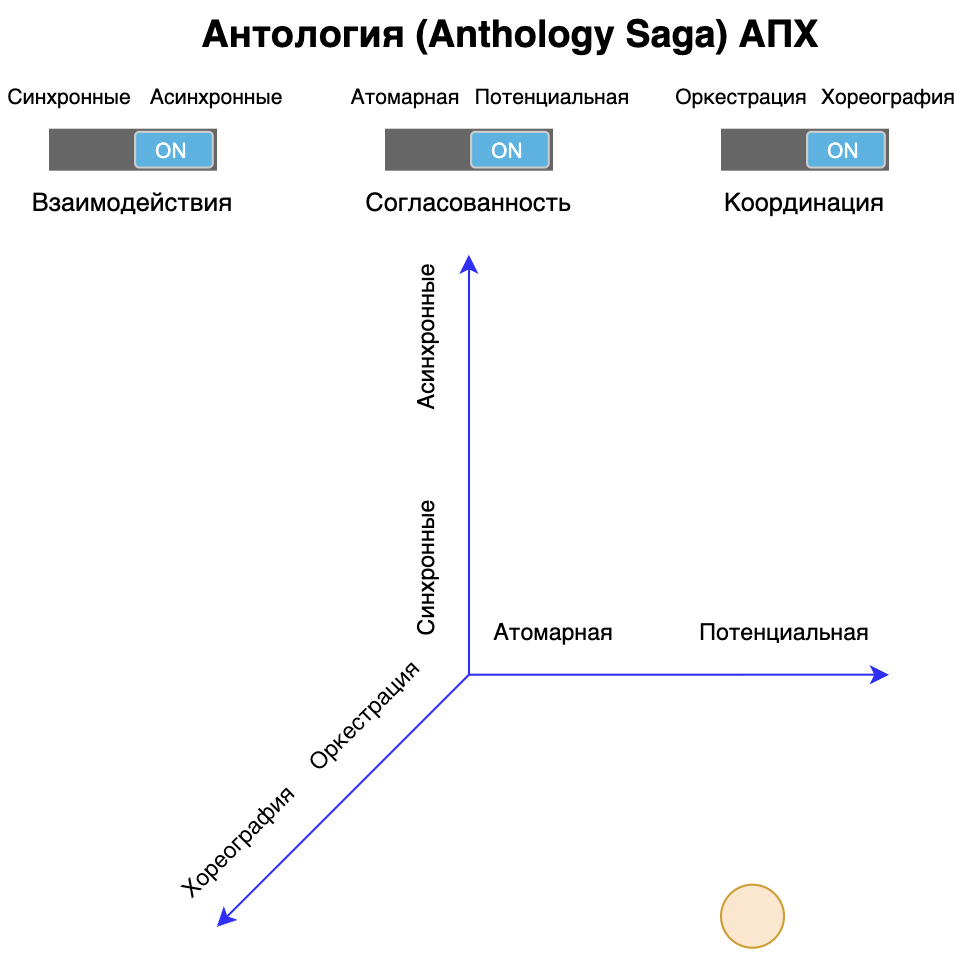 Антология (Anthology Saga) АПХ
Синхронные Асинхронные
Атомарная Потенциальная
Оркестрация Хореография
ON
ON
ON
Взаимодействия
Согласованность
Координация
Асинхронные
Синхронные
Атомарная
Потенциальная
Оркестрация
Хореография